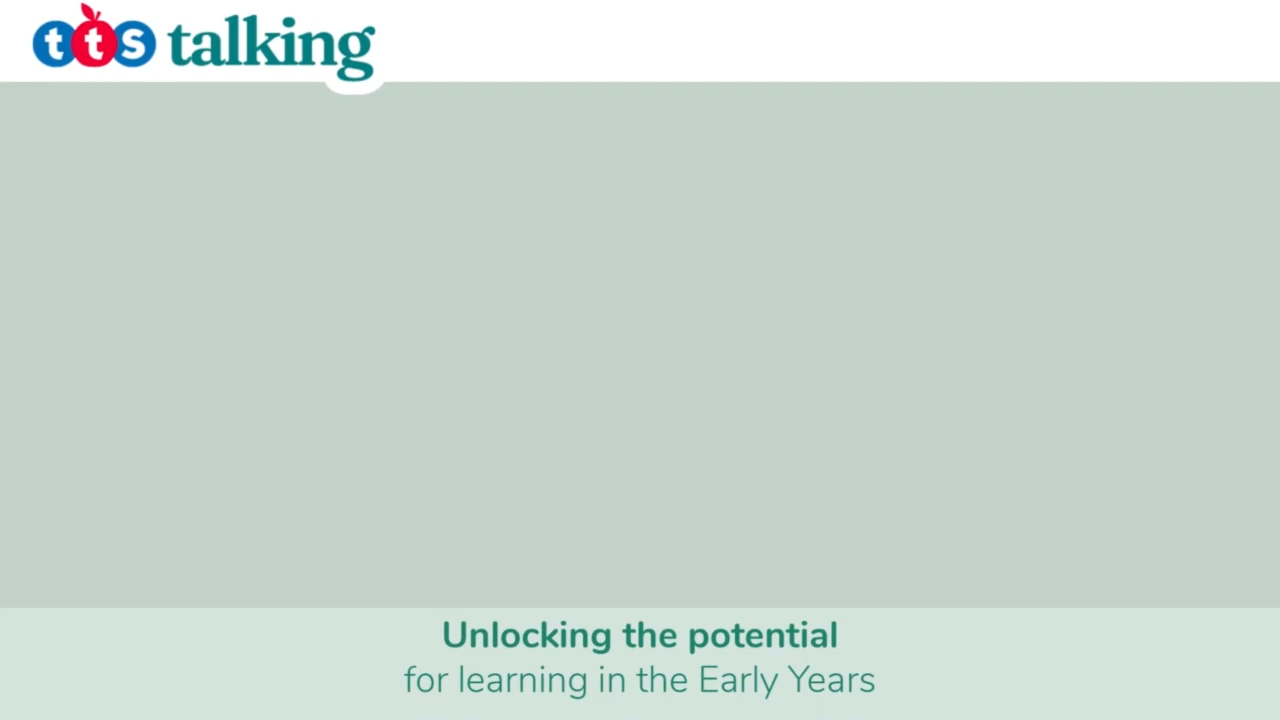 tts talking
Unlocking the potential
for learning in the Early Years